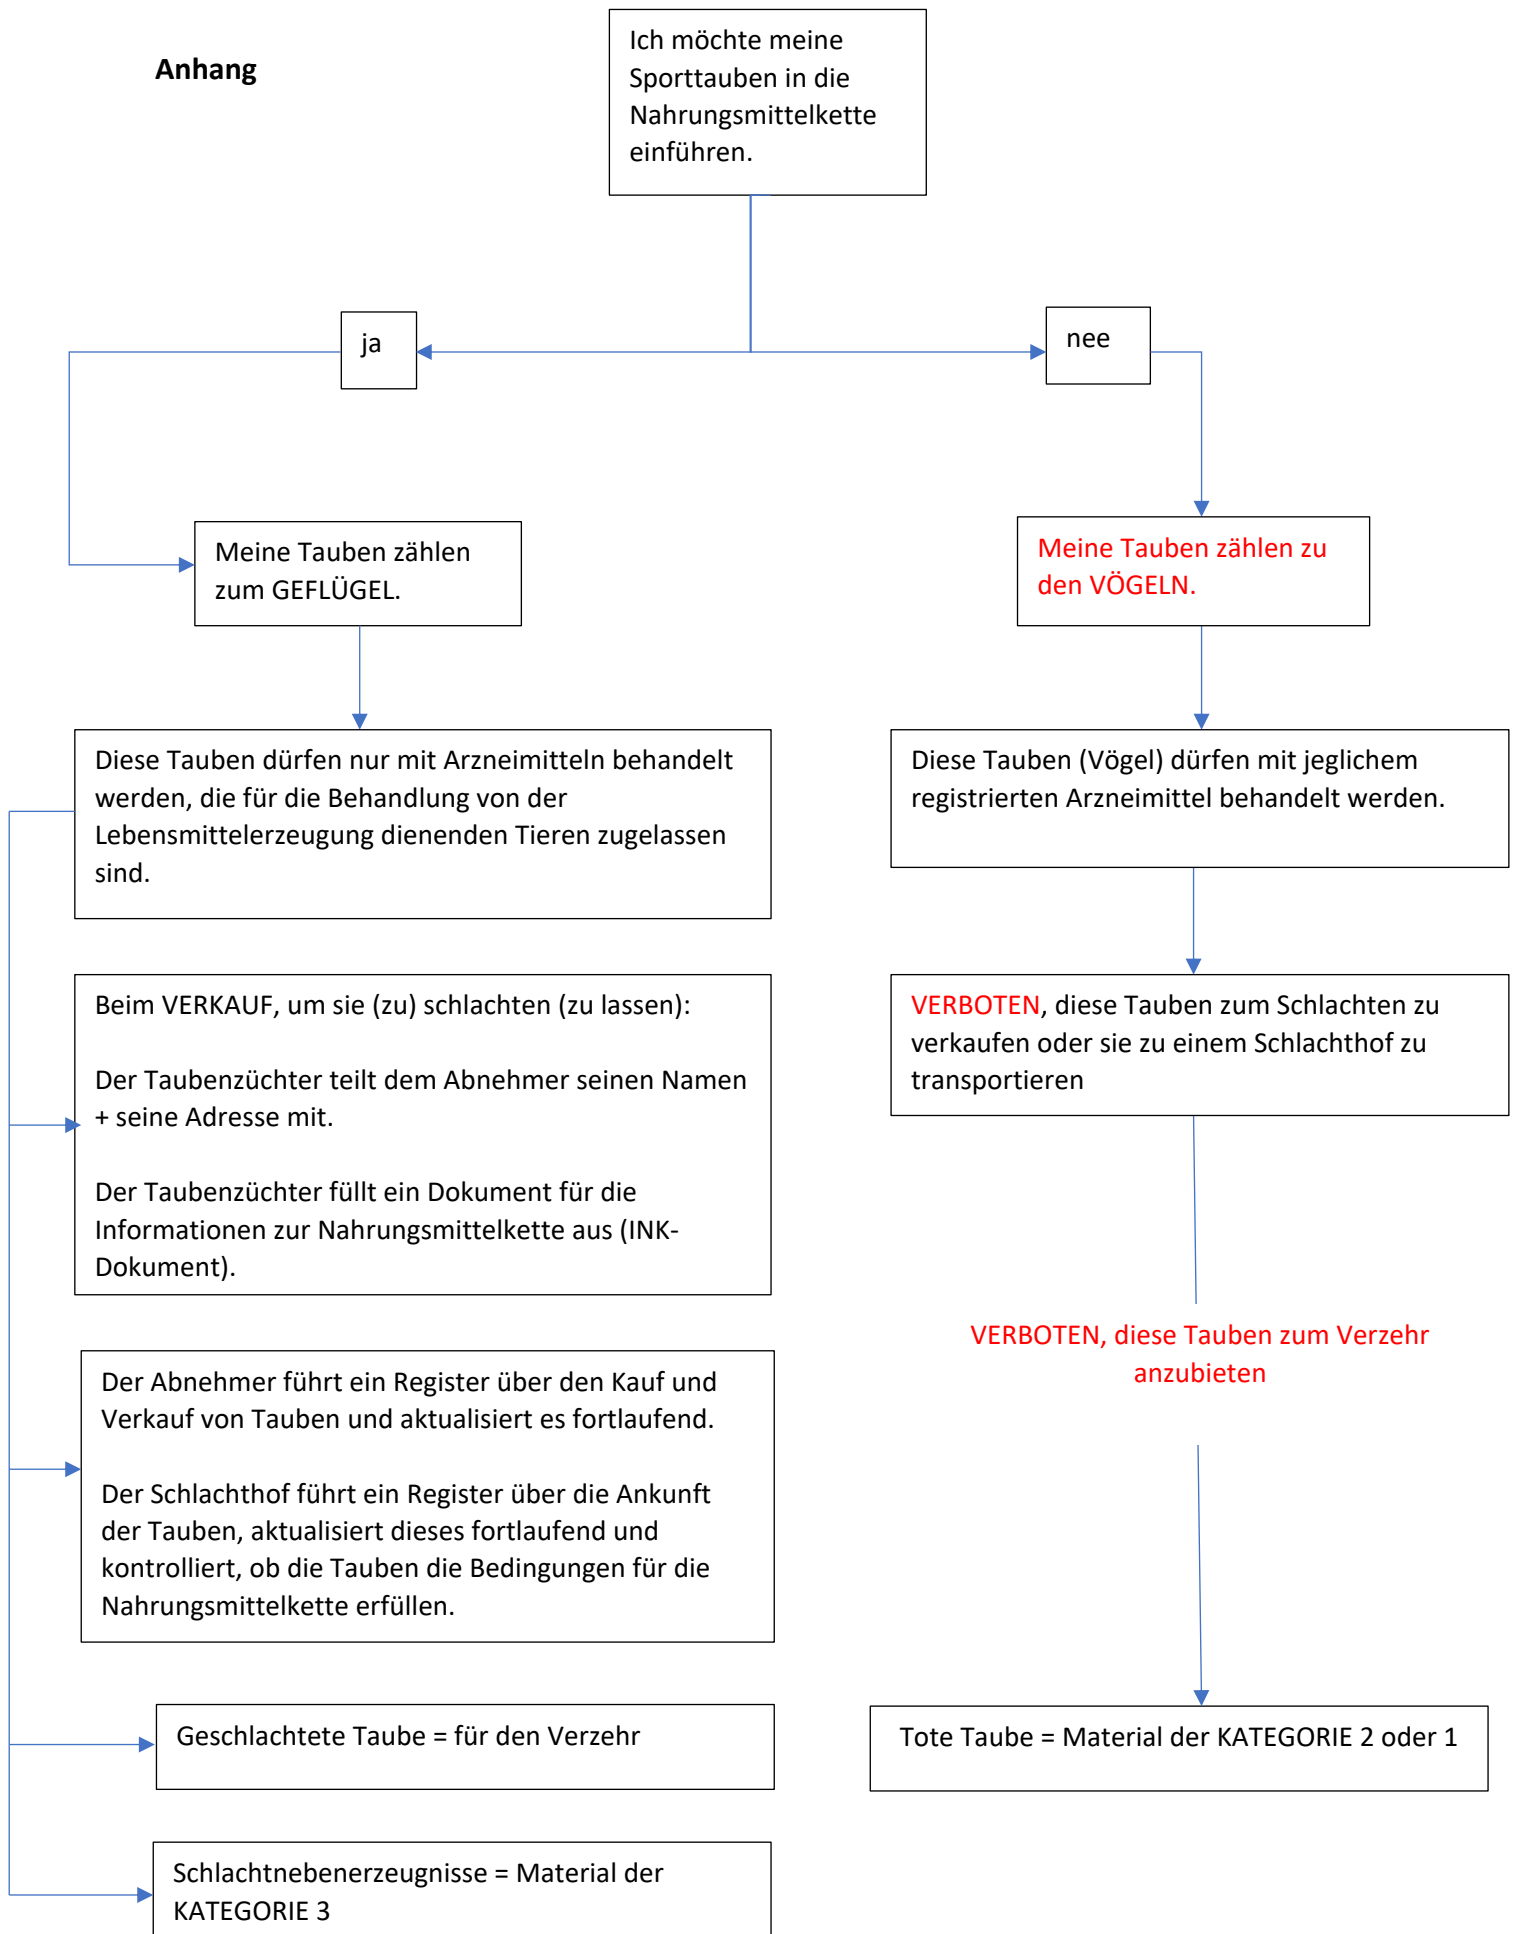 Anhang
Ich möchte meine
Sporttauben in die
Nahrungsmittelkette
einführen.
ja
nee
Meine Tauben zählen
zum GEFLÜGEL.
Meine Tauben zählen zu
den VÖGELN.
Diese Tauben dürfen nur mit Arzneimitteln behandelt
werden, die für die Behandlung von der
Lebensmittelerzeugung dienenden Tieren zugelassen
sind.
Diese Tauben (Vögel) dürfen mit jeglichem
registrierten Arzneimittel behandelt werden.
Beim VERKAUF, um sie (zu) schlachten (zu lassen):
Der Taubenzüchter teilt dem Abnehmer seinen Namen
+ seine Adresse mit.
Der Taubenzüchter füllt ein Dokument für die
Informationen zur Nahrungsmittelkette aus (INK-
Dokument).
VERBOTEN, diese Tauben zum Schlachten zu
verkaufen oder sie zu einem Schlachthof zu
transportieren
VERBOTEN, diese Tauben zum Verzehr
anzubieten
Der Abnehmer führt ein Register über den Kauf und
Verkauf von Tauben und aktualisiert es fortlaufend.
Der Schlachthof führt ein Register über die Ankunft
der Tauben, aktualisiert dieses fortlaufend und
kontrolliert, ob die Tauben die Bedingungen für die
Nahrungsmittelkette erfüllen.
Geschlachtete Taube = für den Verzehr
Tote Taube = Material der KATEGORIE 2 oder 1
Schlachtnebenerzeugnisse = Material der
KATEGORIE 3